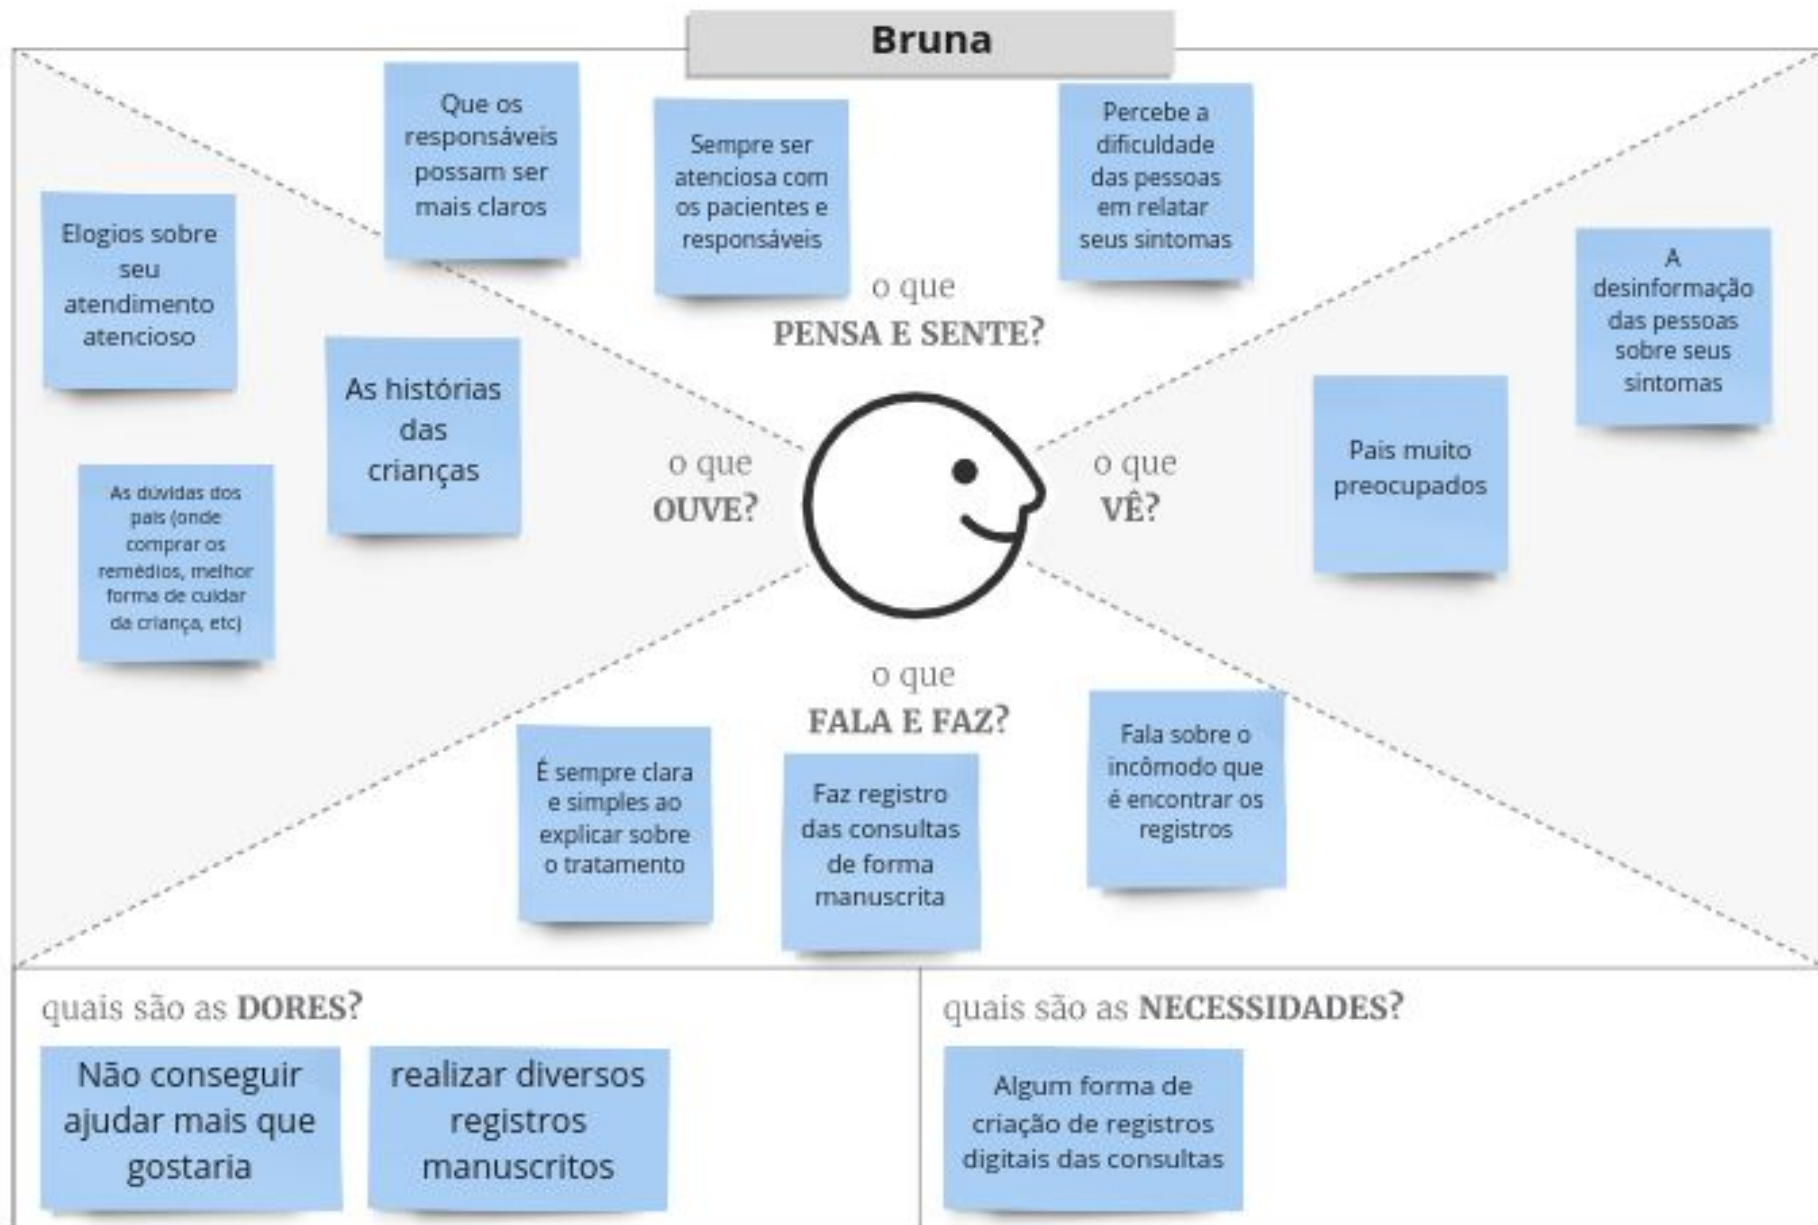 Bruna
Que os
responsáveis
possam ser
mais claros
Sempre ser
atenciosa com
os pacientes e
responsáveis
Percebe a
dificuldade
das pessoas
em relatar
seus sintomas
o que
PENSA E SENTE?
Elogios sobre
seu
atendimento
atencioso
As histórias
das
crianças
As dúvidas dos
pais (onde
comprar os
remédios, melhor
forma de cuidar
da criança, etc)
o que
OUVE?
o que
VÊ?
Pais muito
preocupados
A
desinformação
das pessoas
sobre seus
sintomas
o que
FALA E FAZ?
É sempre clara
e simples ao
explicar sobre
o tratamento
Faz registro
das consultas
de forma
manuscrita
Fala sobre o
incômodo que
é encontrar os
registros
quais são as DORES?
Não conseguir
ajudar mais que
gostaria
realizar diversos
registros
manuscritos
quais são as NECESSIDADES?
Algum forma de
criação de registros
digitais das consultas